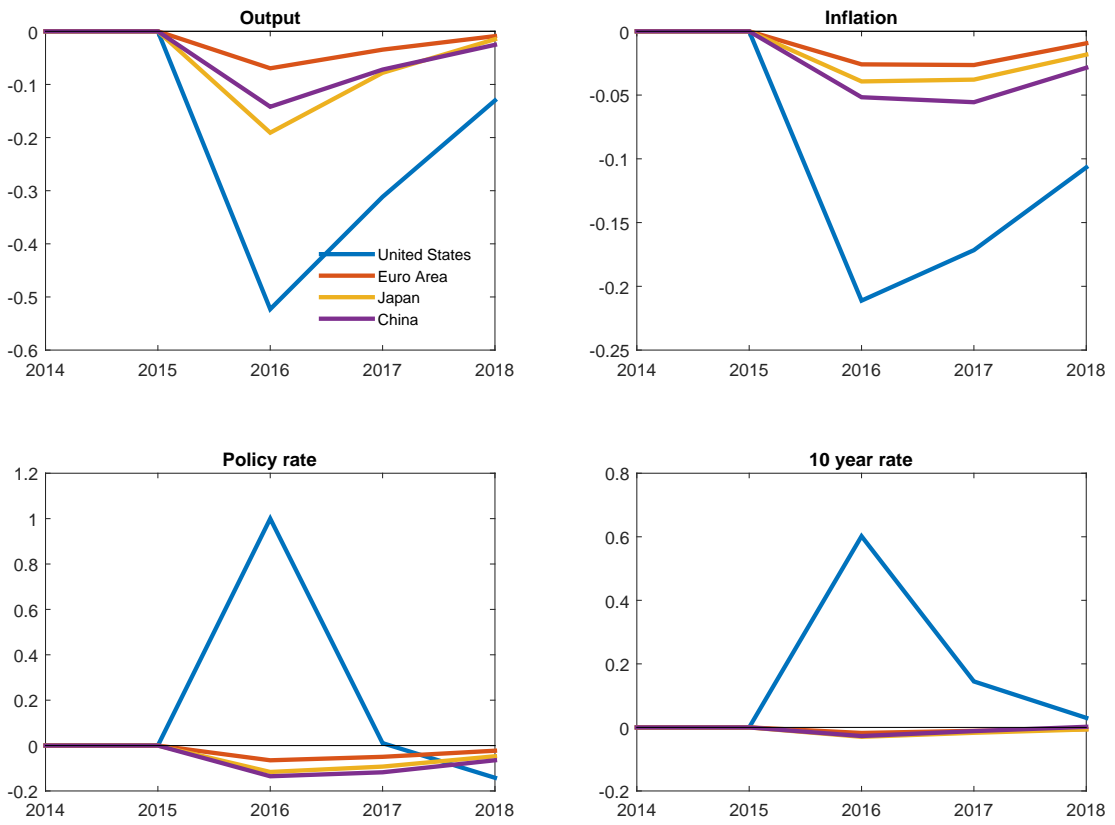 Output
0
-0.1
-0.2
-0.3
-0.4
-0.5
-0.6
2014 2015 2016 2017 2018
United States
Euro Area
Japan
China
Inflation
0
-0.05
-0.1
-0.15
-0.2
-0.25
2014 2015 2016 2017 2018
Policy rate
1.2
1
0.8
0.6
0.4
0.2
0
-0.2
2014 2015 2016 2017 2018
10 year rate
0.8
0.6
0.4
0.2
0
-0.2
2014 2015 2016 2017 2018